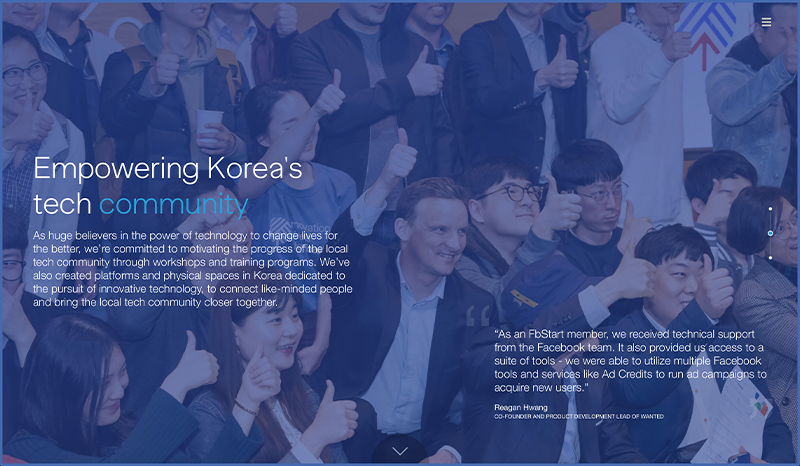 Empowering Korea's
tech community
As huge believers in the power of technology to change lives for
the better, we're committed to motivating the progress of the local
tech community through workshops and training programs. We've
also created platforms and physical spaces in Korea dedicated to
the pursuit of innovative technology, to connect like-minded people
and bring the local tech community closer together.
“As an FbStart member, we received technical support
from the Facebook team. It also provided us access to a
suite of tools - we were able to utilize multiple Facebook
tools and services like Ad Credits to run ad campaigns to
acquire new users.”
Reagan Hwang
CO-FOUNDER AND PRODUCT DEVELOPMENT LEAD OF WANTED